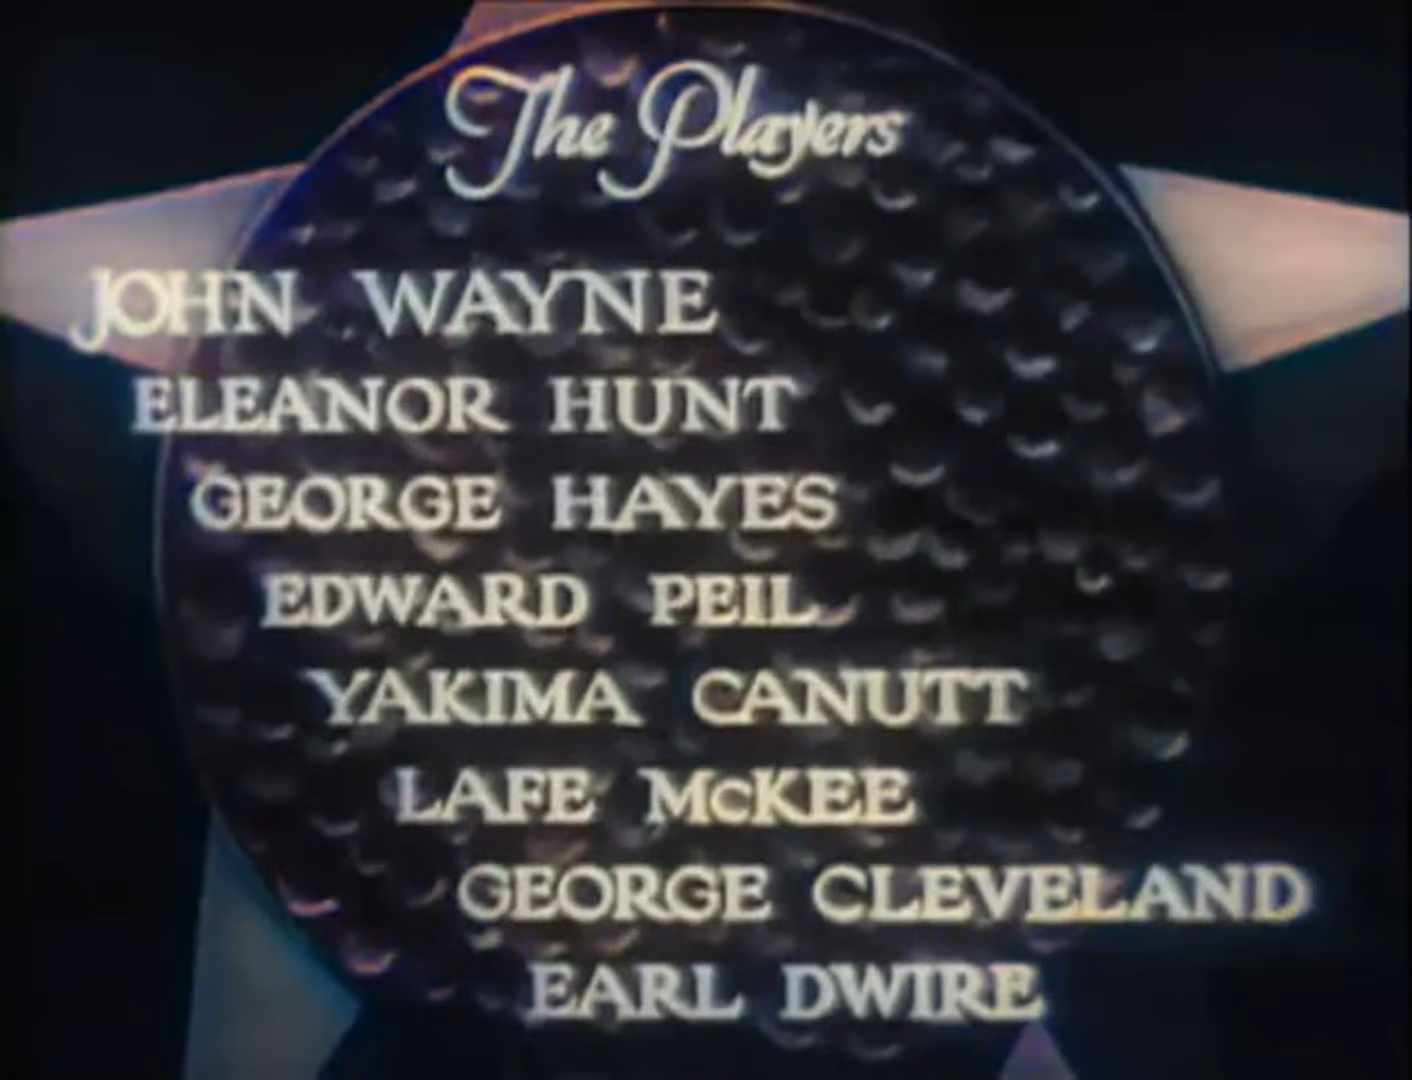 The Players
JOHN WAYNE
ELEANOR HUNT
GEORGE HAYES
EDWARD PEIL
YAKIMA CANUTT
LAFE McKEE
GEORGE CLEVELAND
EARL DWIRE